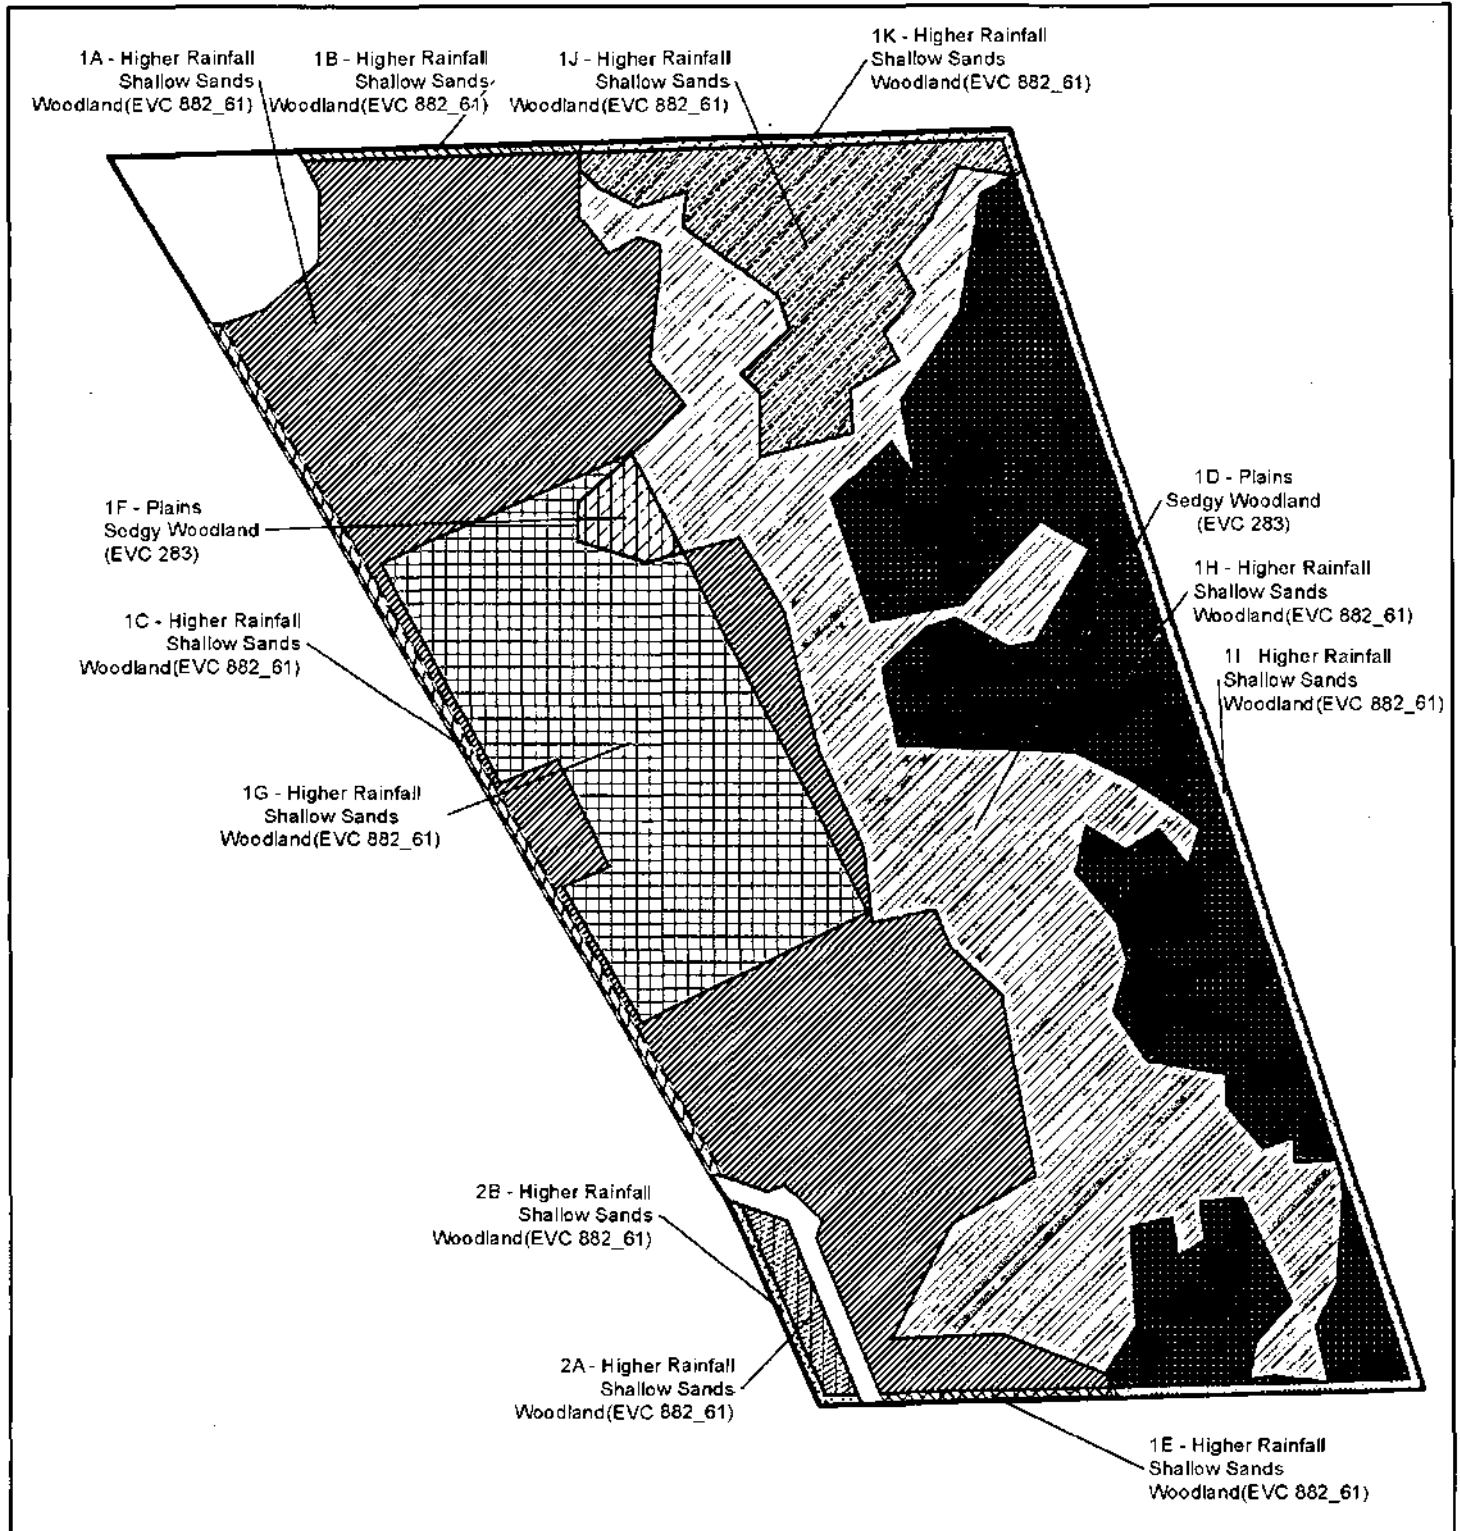 1A - Higher Rainfall
Shallow Sands
Woodland(EVC 882_61)
1B - Higher Rainfall
Shallow Sands
Woodland(EVC 882_61)
1J - Higher Rainfall
Shallow Sands
Woodland(EVC 882_61)
1K - Higher Rainfall
Shallow Sands
Woodland(EVC 882_61)
1F - Plains
Sedgy Woodland
(EVC 283)
1D - Plains
Sedgy Woodland
(EVC 283)
1H - Higher Rainfall
Shallow Sands
Woodland(EVC 882_61)
1C - Higher Rainfall
Shallow Sands
Woodland(EVC 882_61)
1I Higher Rainfall
Shallow Sands
Woodland(EVC 882_61)
1G - Higher Rainfall
Shallow Sands
Woodland(EVC 882_61)
2B - Higher Rainfall
Shallow Sands
Woodland(EVC 882_61)
2A - Higher Rainfall
Shallow Sands
Woodland(EVC 882_61)
1E - Higher Rainfall
Shallow Sands
Woodland(EVC 882_61)